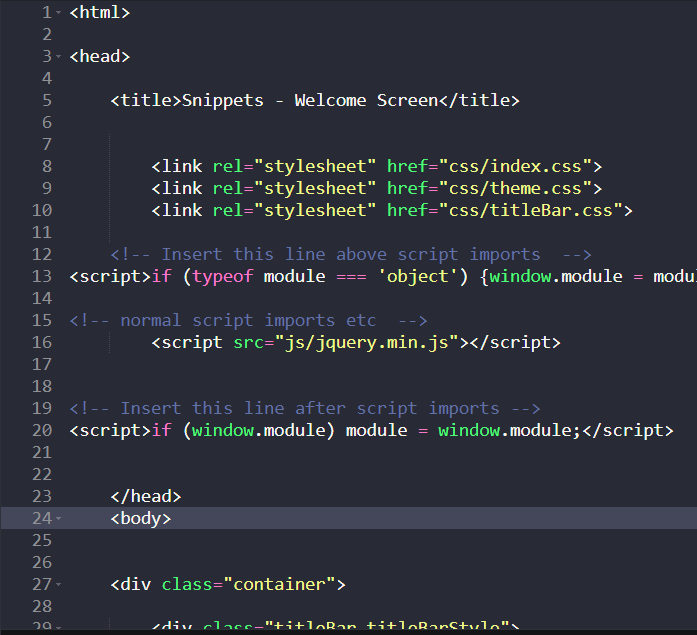 1 <html>
2
3 <head>
4
5 <title>Snippets - Welcome Screen</title>
6
7
8 <link rel="stylesheet" href="css/index.css">
9 <link rel="stylesheet" href="css/theme.css">
10 <link rel="stylesheet" href="css/titleBar.css">
11
12 <!-- Insert this line above script imports  -->
13 <script>if (typeof module === 'object') {window.module = modul
14
15 <!-- normal script imports etc  -->
16 <script src="js/jquery.min.js"></script>
17
18
19 <!-- Insert this line after script imports -->
20 <script>if (window.module) module = window.module;</script>
21
22
23 </head>
24 <body>
25
26
27 <div class="container">
28
29 <div class="titleBar titleBarStyle">